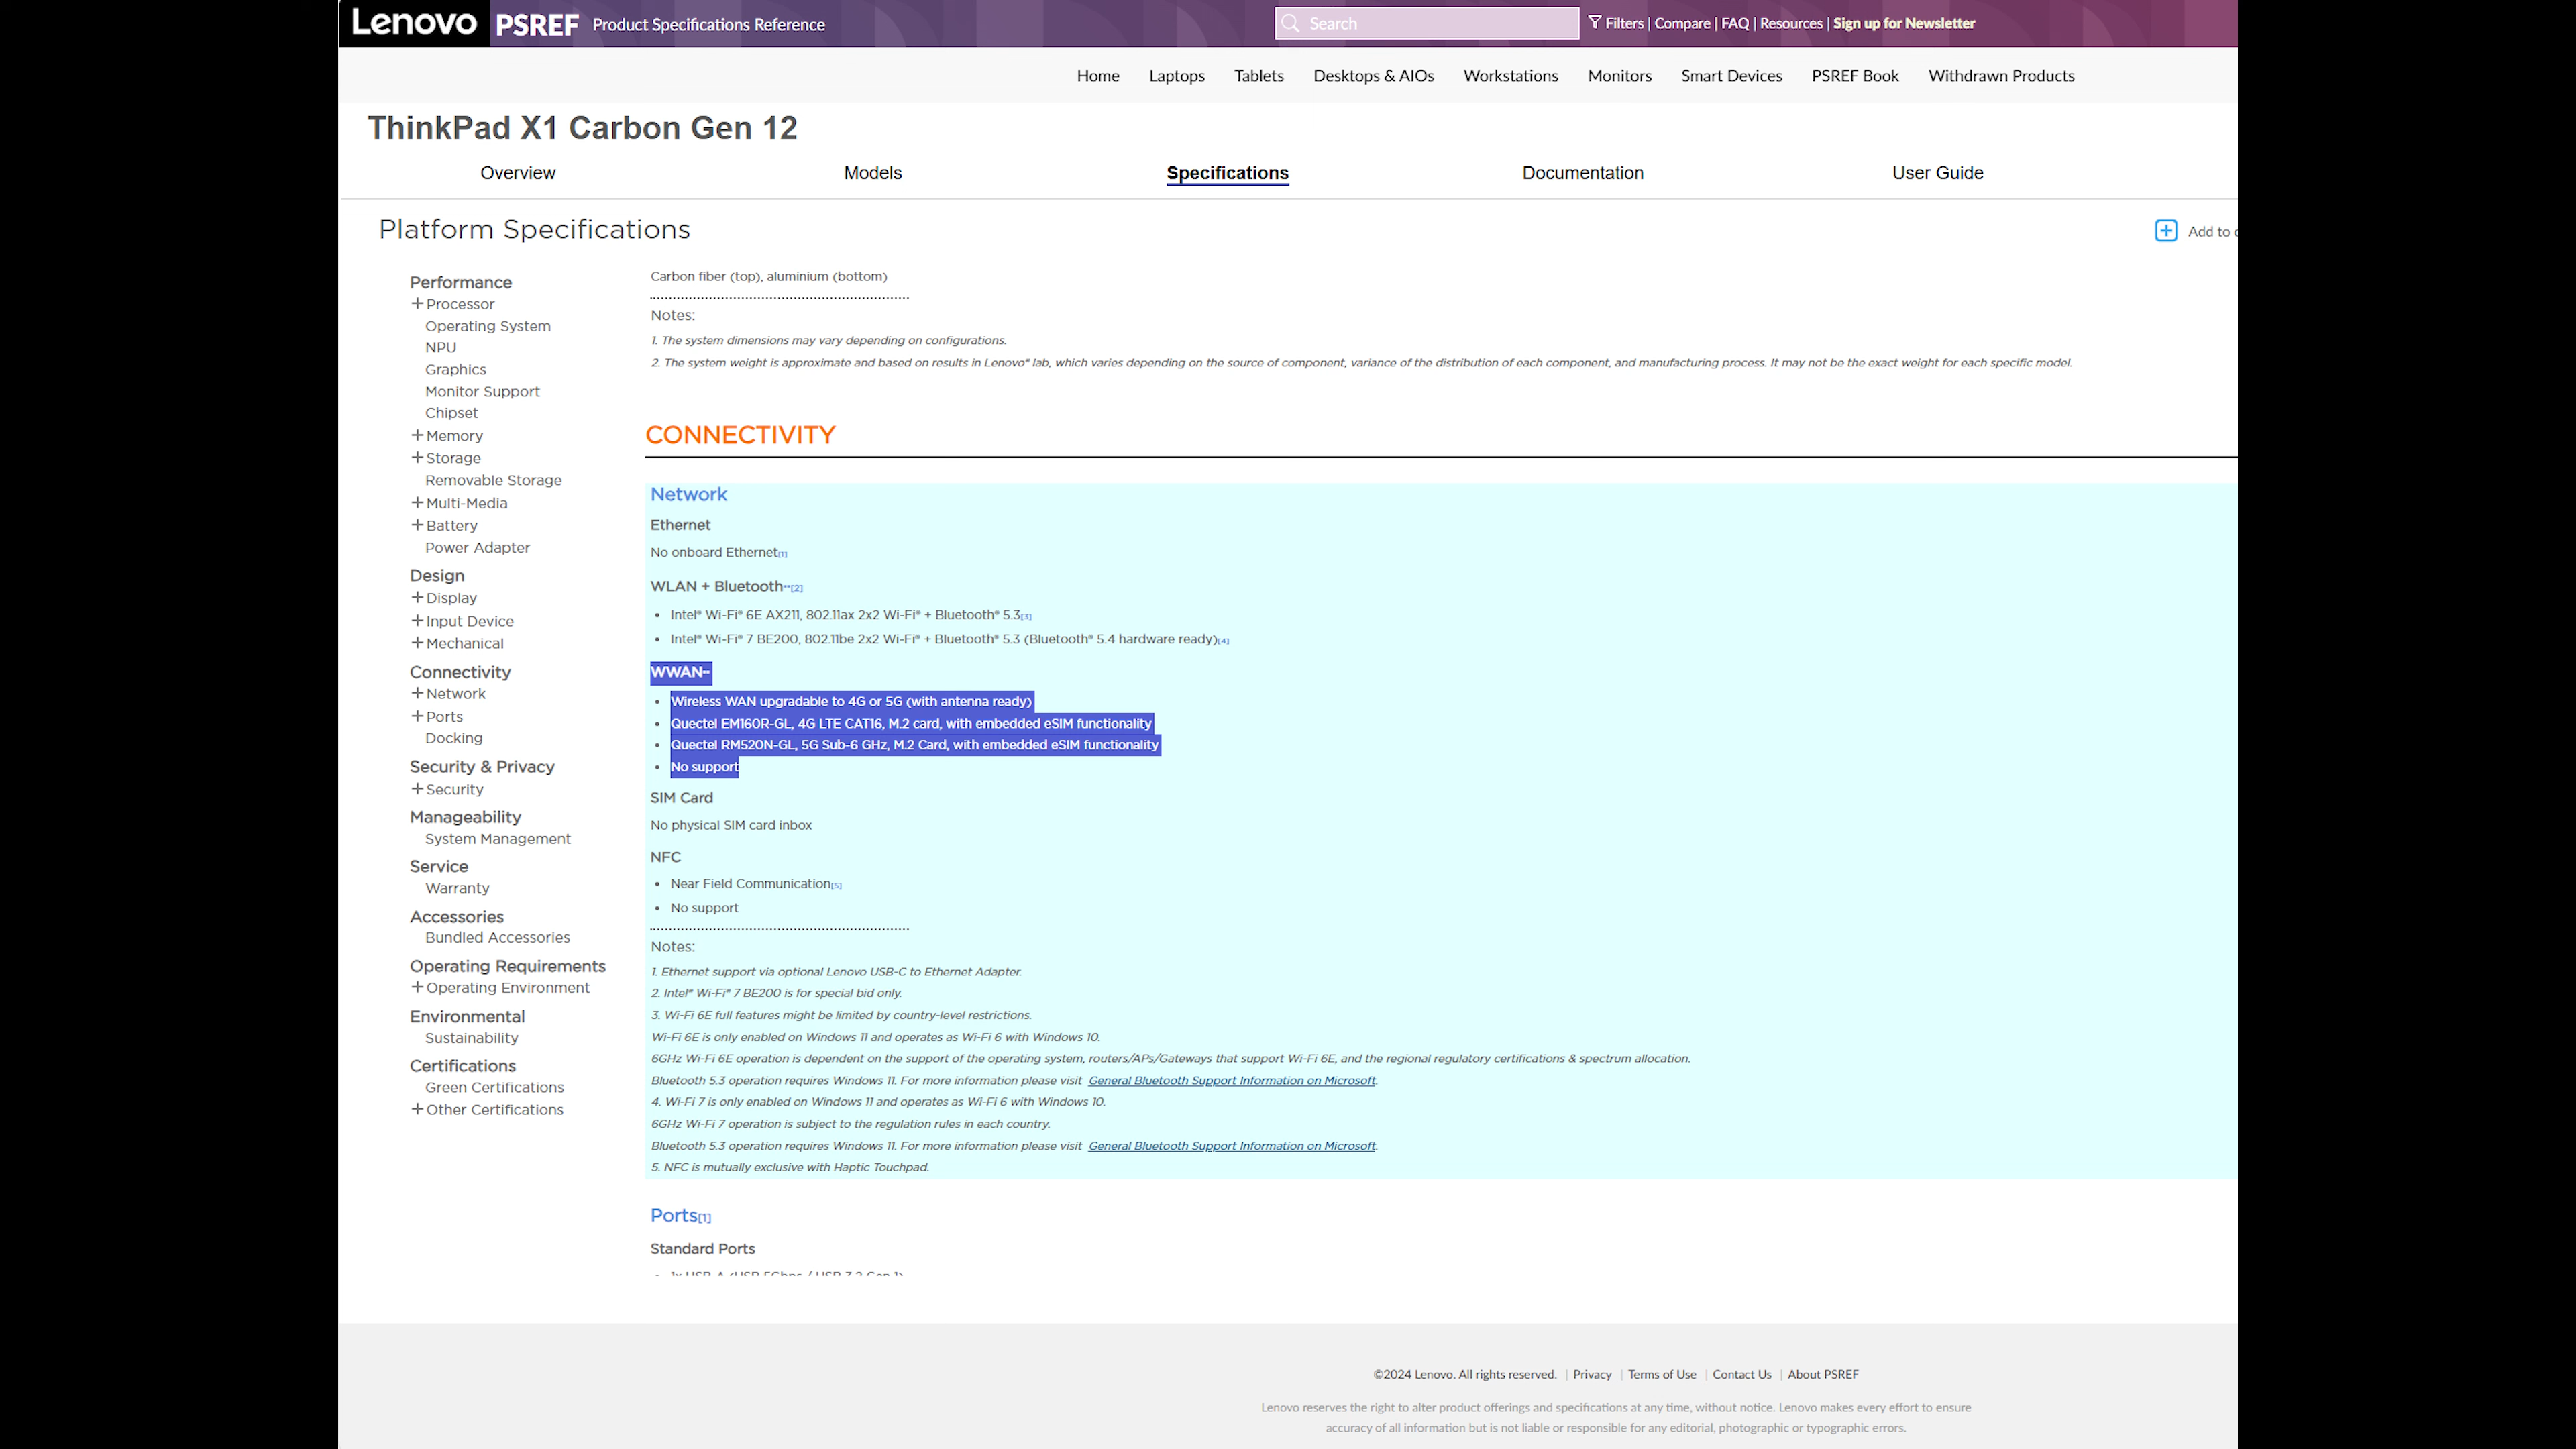 Lenovo PSREF Product Specifications Reference Search Filters | Compare | FAQ | Resources | Sign up for Newsletter
Home Laptops Tablets Desktops & AIOs Workstations Monitors Smart Devices PSREF Book Withdrawn Products
ThinkPad X1 Carbon Gen 12
Overview Models Specifications Documentation User Guide
Platform Specifications
Add to
Performance
+ Processor
Operating System
NPU
Graphics
Monitor Support
Chipset
+ Memory
+ Storage
Removable Storage
+ Multi-Media
+ Battery
Power Adapter
Design
+ Display
+ Input Device
+ Mechanical
Connectivity
+ Network
+ Ports
Docking
Security & Privacy
+ Security
Manageability
System Management
Service
Warranty
Accessories
Bundled Accessories
Operating Requirements
+ Operating Environment
Environmental
Sustainability
Certifications
Green Certifications
+ Other Certifications
Carbon fiber (top), aluminium (bottom)
Notes:
1. The system dimensions may vary depending on configurations.
2. The system weight is approximate and based on results in Lenovo® lab, which varies depending on the source of component, variance of the distribution of each component, and manufacturing process. It may not be the exact weight for each specific model.
CONNECTIVITY
Network
Ethernet
No onboard Ethernet[1]
WLAN + Bluetooth**[2]
• Intel® Wi-Fi® 6E AX211, 802.11ax 2x2 Wi-Fi® + Bluetooth® 5.3[3]
• Intel® Wi-Fi® 7 BE200, 802.11be 2x2 Wi-Fi® + Bluetooth® 5.3 (Bluetooth® 5.4 hardware ready)[4]
WWAN**
• Wireless WAN upgradable to 4G or 5G (with antenna ready)
• Quectel EM160R-GL, 4G LTE CAT16, M.2 card, with embedded eSIM functionality
• Quectel RM520N-GL, 5G Sub-6 GHz, M.2 Card, with embedded eSIM functionality
• No support
SIM Card
No physical SIM card inbox
NFC
• Near Field Communication[5]
• No support
Notes:
1. Ethernet support via optional Lenovo USB-C to Ethernet Adapter.
2. Intel® Wi-Fi® 7 BE200 is for special bid only.
3. Wi-Fi 6E full features might be limited by country-level restrictions.
Wi-Fi 6E is only enabled on Windows 11 and operates as Wi-Fi 6 with Windows 10.
6GHz Wi-Fi 6E operation is dependent on the support of the operating system, routers/APs/Gateways that support Wi-Fi 6E, and the regional regulatory certifications & spectrum allocation.
Bluetooth 5.3 operation requires Windows 11. For more information please visit General Bluetooth Support Information on Microsoft.
4. Wi-Fi 7 is only enabled on Windows 11 and operates as Wi-Fi 6 with Windows 10.
6GHz Wi-Fi 7 operation is subject to the regulation rules in each country.
Bluetooth 5.3 operation requires Windows 11. For more information please visit General Bluetooth Support Information on Microsoft.
5. NFC is mutually exclusive with Haptic Touchpad.
Ports[1]
Standard Ports
• 1x USB-A (USB 5Gbps / USB 3.2 Gen 1)
©2024 Lenovo. All rights reserved. | Privacy | Terms of Use | Contact Us | About PSREF
Lenovo reserves the right to alter product offerings and specifications at any time, without notice. Lenovo makes every effort to ensure
accuracy of all information but is not liable or responsible for any editorial, photographic or typographic errors.